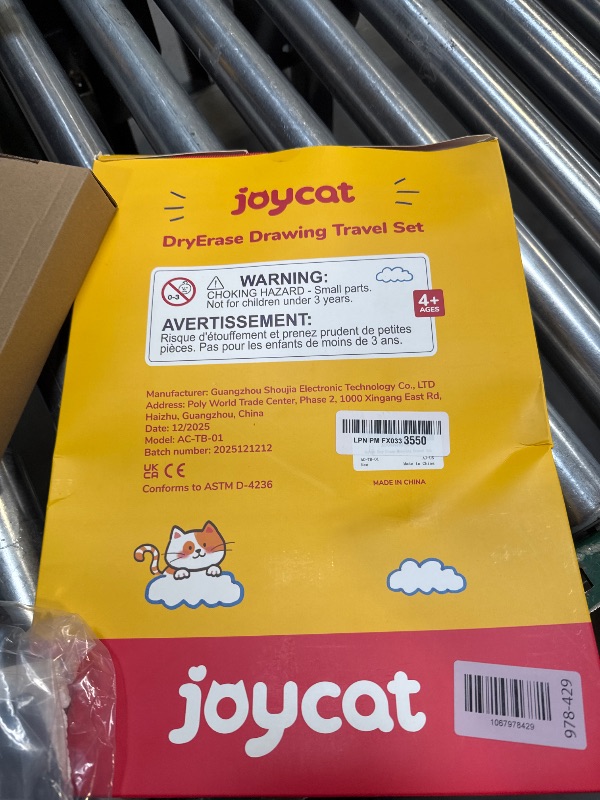 joycat
DryErase Drawing Travel Set
0-3
WARNING:
CHOKING HAZARD - Small parts.
Not for children under 3 years.
AVERTISSEMENT:
Risque d'étouffement et prenez prudent de petites
pièces. Pas pour les enfants de moins de 3 ans.
4+
AGES
Manufacturer: Guangzhou Shoujia Electronic Technology Co., LTD
Address: Poly World Trade Center, Phase 2, 1000 Xingang East Rd,
Haizhu, Guangzhou, China
Date: 12/2025
Model: AC-TB-01
Batch number: 2025121212
UK
CA CE
Conforms to ASTM D-4236
LPN PM FX033 3550
AC-TB-01
New Made in China
MADE IN CHINA
joycat
1067978429
978-429